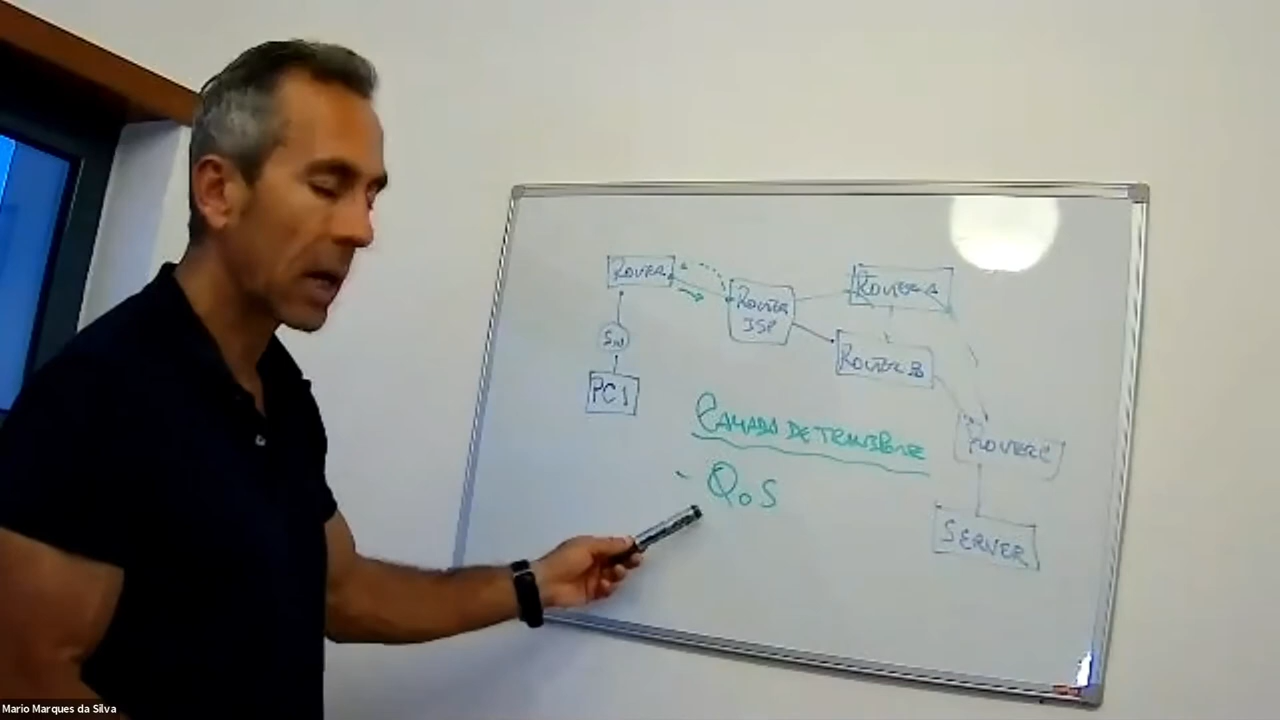 ROUTER
ROUTER A
ROUTER
ISP
SW
ROUTER B
PC1
CAMADA DE TRANSPORTE
ROUTER C
- QoS
SERVER
Mario Marques da Silva